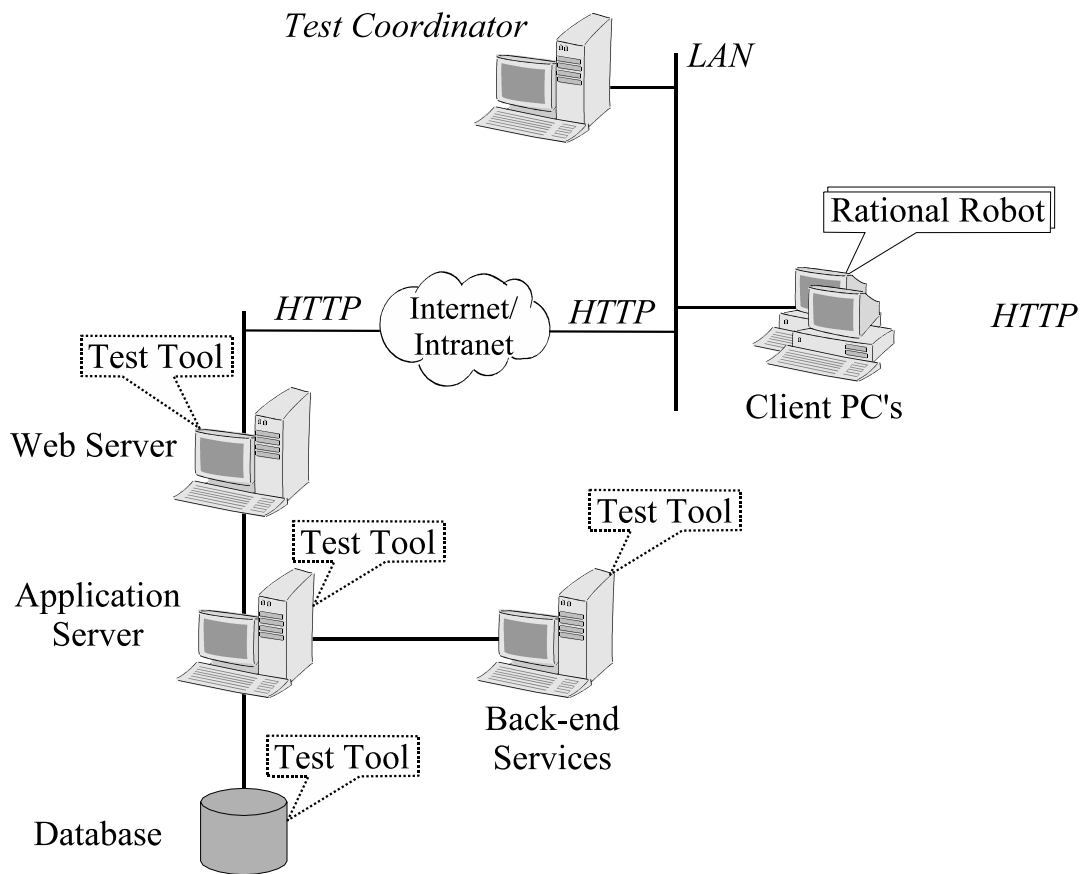 Test Coordinator
LAN
Rational Robot
HTTP
Internet/
Intranet
HTTP
HTTP
Test Tool
Client PC's
Web Server
Test Tool
Test Tool
Application
Server
Back-end
Services
Test Tool
Database